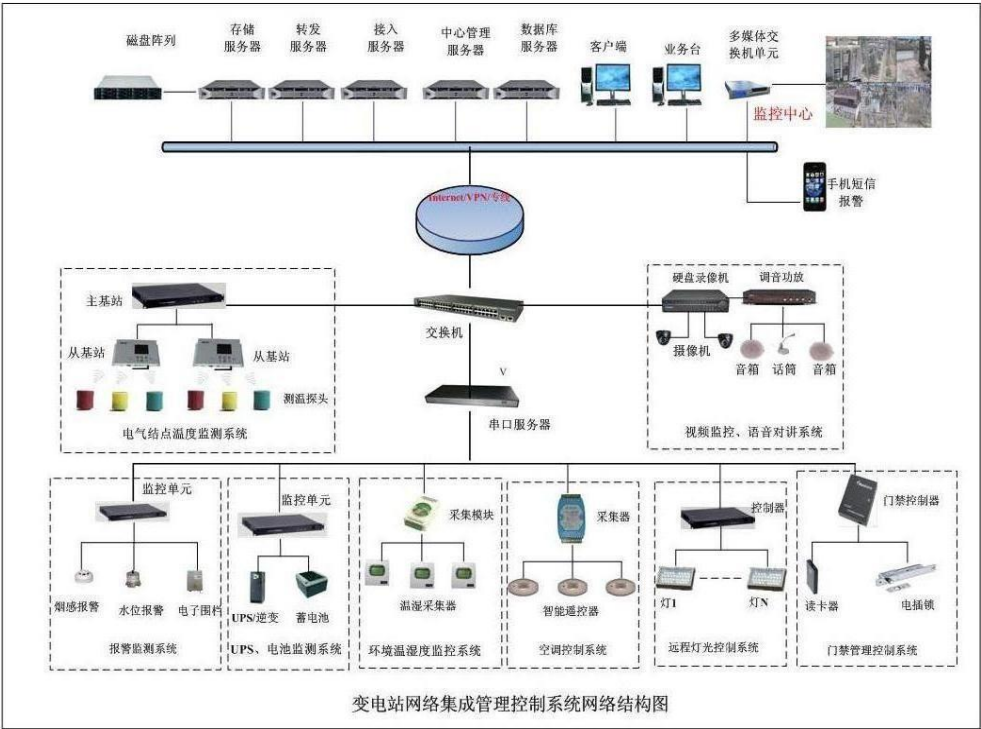 磁盘阵列
存储
服务器
转发
服务器
接入
服务器
中心管理
服务器
数据库
服务器
客户端
业务台
多媒体交
换机单元
监控中心
手机短信
报警
Internet/VPN/专线
主基站
从基站
从基站
测温探头
电气结点温度监测系统
交换机
V
串口服务器
硬盘录像机
调音功放
摄像机
音箱
话筒
音箱
视频监控、语音对讲系统
监控单元
烟感报警
水位报警
电子围栏
报警监测系统
监控单元
UPS/逆变
蓄电池
UPS、电池监测系统
采集模块
温湿采集器
环境温湿度监控系统
采集器
智能遥控器
空调控制系统
控制器
灯1
灯N
远程灯光控制系统
门禁控制器
读卡器
电插锁
门禁管理控制系统
变电站网络集成管理控制系统网络结构图